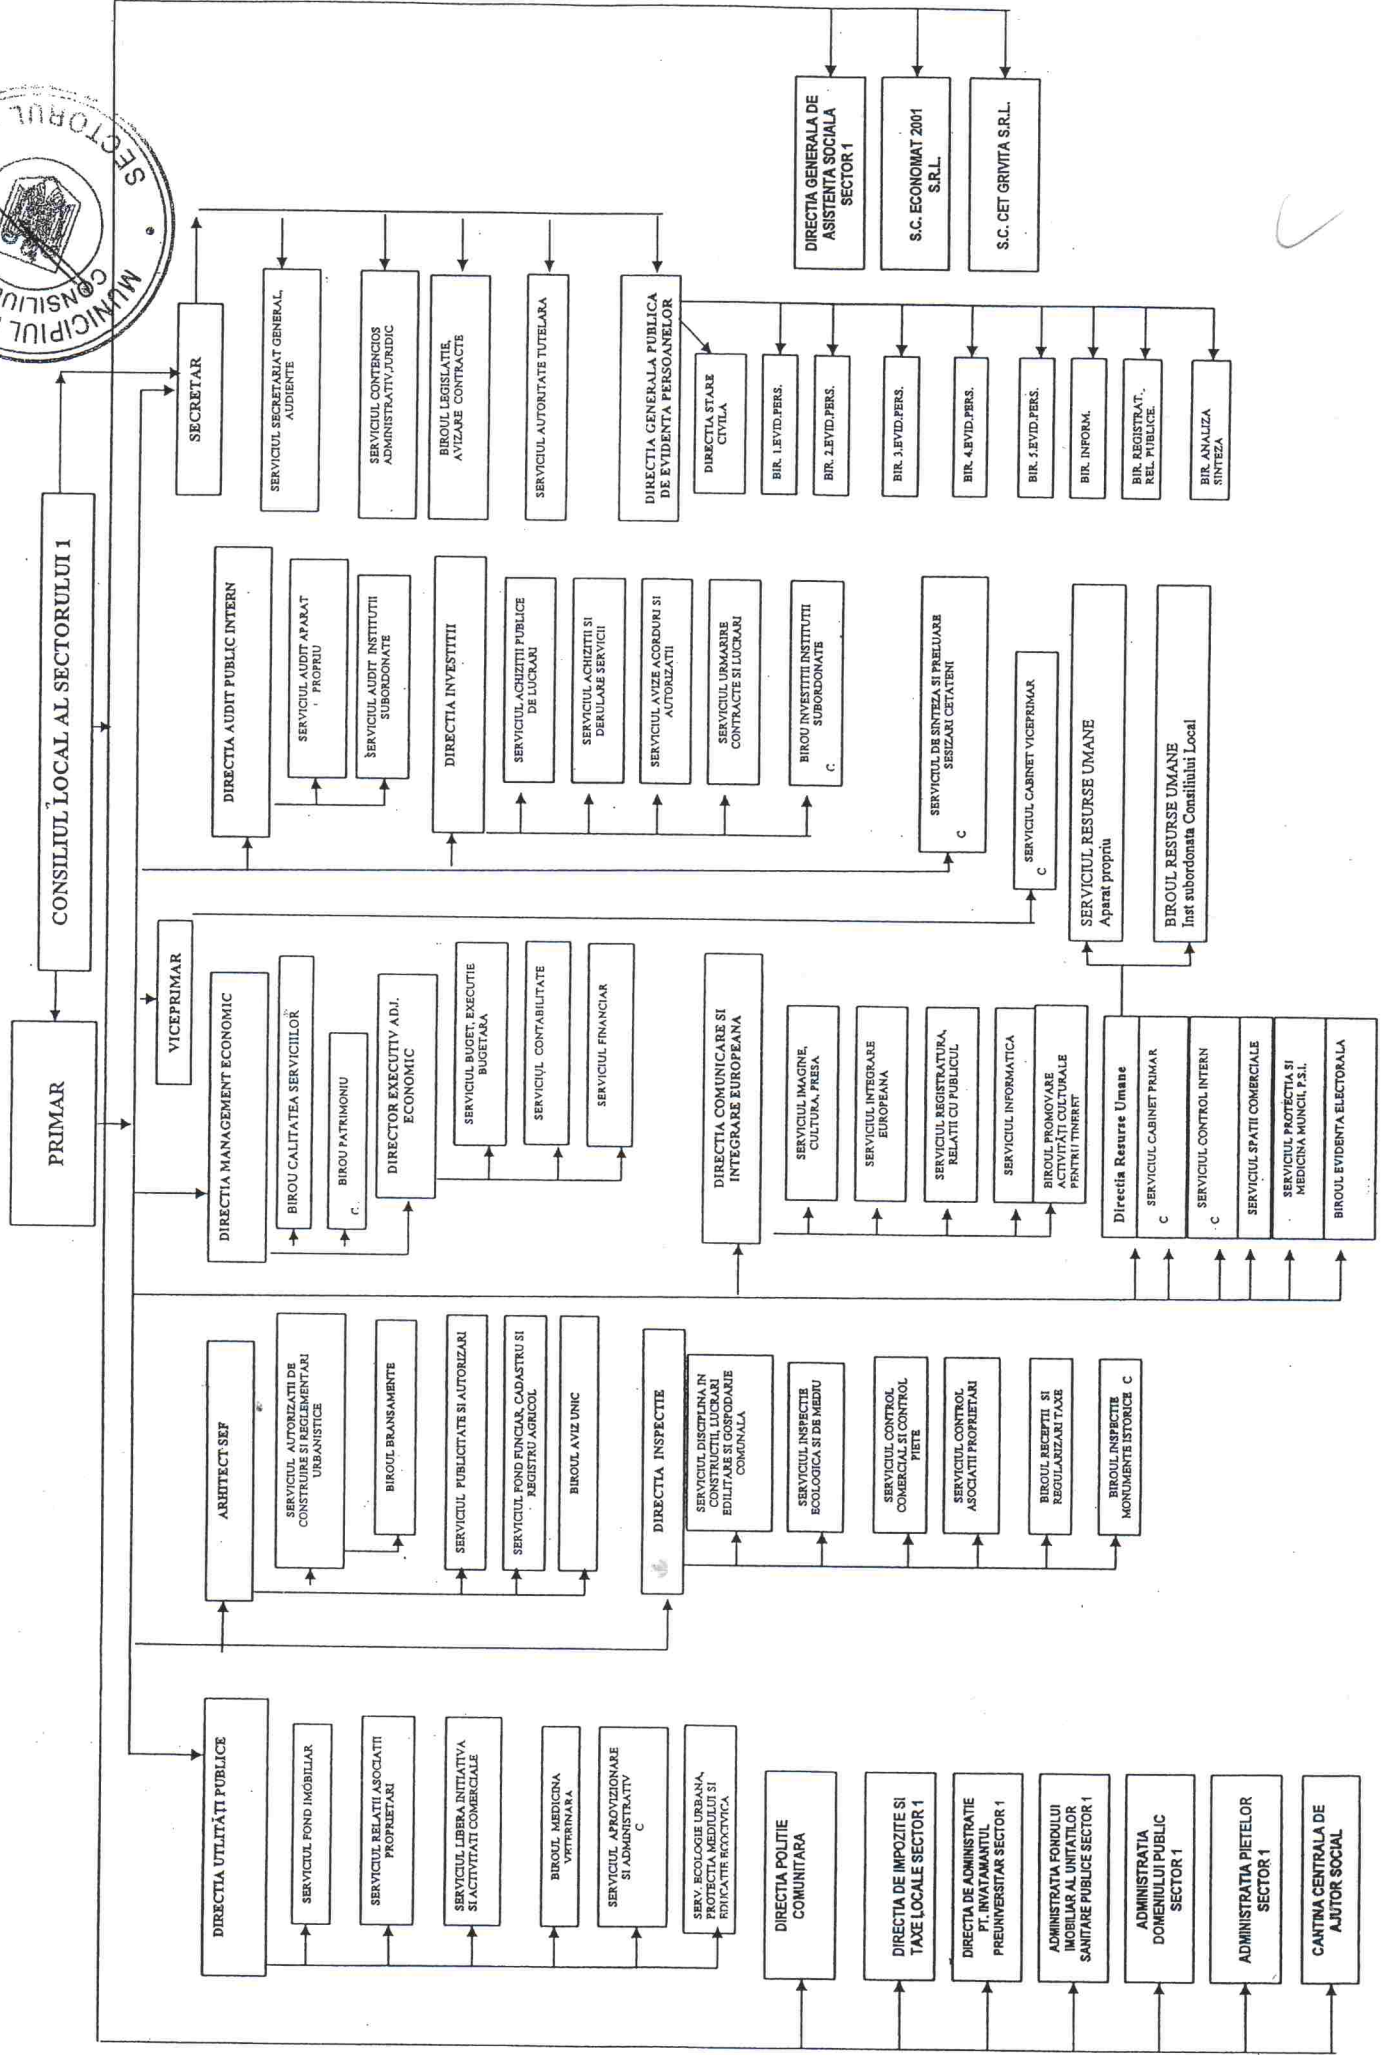 CONSILIUL LOCAL AL SECTORULUI 1
PRIMAR
SECTORUL
MUNICIPIUL
CONSILIUL
VICEPRIMAR
SECRETAR
DIRECTIA UTILITĂȚI PUBLICE
SERVICIUL FOND IMOBILIAR
SERVICIUL RELATII ASOCIATII
PROPRIETARI
SERVICIUL LIBERA INITIATIVA
SI ACTIVITATI COMERCIALE
BIROUL MEDICINA
VETERINARA
SERVICIUL APROVIZIONARE
SI ADMINISTRATIV
C
SERV. ECOLOGIE URBANA,
PROTECTIA MEDIULUI SI
EDUCATIE ECOCIVICA
DIRECTIA POLITIE
COMUNITARA
DIRECTIA DE IMPOZITE SI
TAXE LOCALE SECTOR 1
DIRECTIA DE ADMINISTRATIE
PT. INVATAMANTUL
PREUNIVERSITAR SECTOR 1
ADMINISTRATIA FONDULUI
IMOBILIAR AL UNITATILOR
SANITARE PUBLICE SECTOR 1
ADMINISTRATIA
DOMENIULUI PUBLIC
SECTOR 1
ADMINISTRATIA PIETELOR
SECTOR 1
CANTINA CENTRALA DE
AJUTOR SOCIAL
ARHITECT SEF
SERVICIUL AUTORIZATII DE
CONSTRUIRE SI REGLEMENTARI
URBANISTICE
BIROUL BRANSAMENTE
SERVICIUL PUBLICITATE SI AUTORIZARI
SERVICIUL FOND FUNCIAR, CADASTRU SI
REGISTRU AGRICOL
BIROUL AVIZ UNIC
DIRECTIA INSPECTIE
SERVICIUL DISCIPLINA IN
CONSTRUCTII, LUCRARI
EDILITARE SI GOSPODARIE
COMUNALA
SERVICIUL INSPECTIE
ECOLOGICA SI DE MEDIU
SERVICIUL CONTROL
COMERCIAL SI CONTROL
PIETE
SERVICIUL CONTROL
ASOCIATII PROPRIETARI
BIROUL RECEPTII SI
REGULARIZARI TAXE
BIROUL INSPECTIE
MONUMENTE ISTORICE C
DIRECTIA MANAGEMENT ECONOMIC
BIROU CALITATEA SERVICIILOR
BIROU PATRIMONIU
C.
DIRECTOR EXECUTIV ADJ.
ECONOMIC
SERVICIUL BUGET, EXECUTIE
BUGETARA
SERVICIUL CONTABILITATE
SERVICIUL FINANCIAR
DIRECTIA COMUNICARE SI
INTEGRARE EUROPEANA
SERVICIUL IMAGINE,
CULTURA, PRESA
SERVICIUL INTEGRARE
EUROPEANA
SERVICIUL REGISTRATURA,
RELATII CU PUBLICUL
SERVICIUL INFORMATICA
BIROUL PROMOVARE
ACTIVITĂȚI CULTURALE
PENTRU TINERET
Directia Resurse Umane
SERVICIUL CABINET PRIMAR
C
SERVICIUL CONTROL INTERN
C
SERVICIUL SPATII COMERCIALE
SERVICIUL PROTECTIA SI
MEDICINA MUNCII, P.S.I.
BIROUL EVIDENTA ELECTORALA
SERVICIUL RESURSE UMANE
Aparat propriu
BIROUL RESURSE UMANE
Inst subordonata Consiliului Local
DIRECTIA AUDIT PUBLIC INTERN
SERVICIUL AUDIT APARAT
PROPRIU
SERVICIUL AUDIT INSTITUTII
SUBORDONATE
DIRECTIA INVESTITII
SERVICIUL ACHIZITII PUBLICE
DE LUCRARI
SERVICIUL ACHIZITII SI
DERULARE SERVICII
SERVICIUL AVIZE ACORDURI SI
AUTORIZATII
SERVICIUL URMARIRE
CONTRACTE SI LUCRARI
BIROU INVESTITII INSTITUTII
SUBORDONATE
C.
SERVICIUL DE SINTEZA SI PRELUARE
SESIZARI CETATENI
C
SERVICIUL CABINET VICEPRIMAR
C
SERVICIUL SECRETARIAT GENERAL,
AUDIENTE
SERVICIUL CONTENCIOS
ADMINISTRATIV,JURIDIC
BIROUL LEGISLATIE,
AVIZARE CONTRACTE
SERVICIUL AUTORITATE TUTELARA
DIRECTIA GENERALA PUBLICA
DE EVIDENTA PERSOANELOR
DIRECTIA STARE
CIVILA
BIR. 1.EVID.PERS.
BIR. 2.EVID.PERS.
BIR. 3.EVID.PERS.
BIR. 4.EVID.PERS.
BIR. 5.EVID.PERS.
BIR. INFORM.
BIR. REGISTRAT.,
REL. PUBLICE.
BIR. ANALIZA
SINTEZA
DIRECTIA GENERALA DE
ASISTENTA SOCIALA
SECTOR 1
S.C. ECONOMAT 2001
S.R.L.
S.C. CET GRIVITA S.R.L.